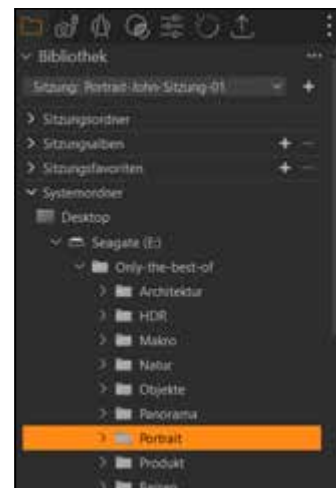 Bibliothek
Sitzung: Portrait-John-Sitzung-01
Sitzungsordner
Sitzungsalben
Sitzungsfavoriten
Systemordner
Desktop
Seagate (E:)
Only-the-best-of
Architektur
HDR
Makro
Natur
Objekte
Panorama
Portrait
Produkt
Reisen